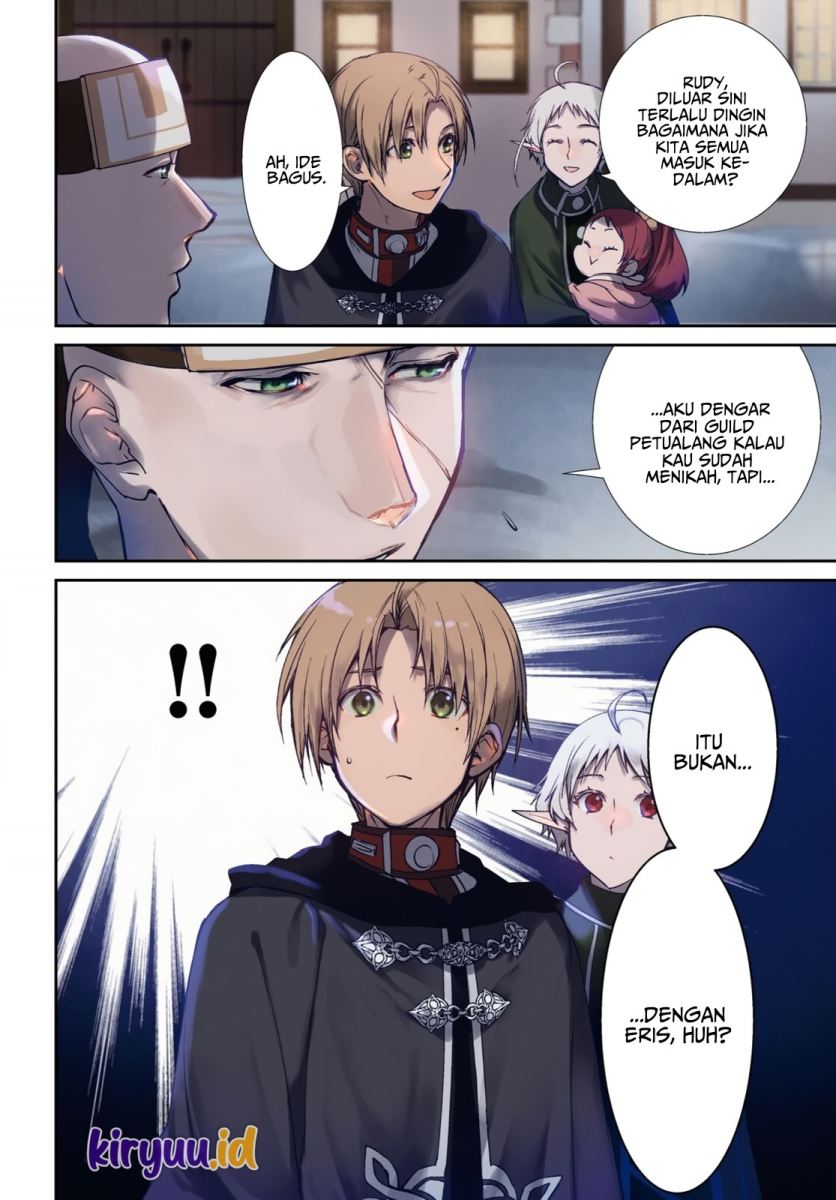 RUDY,
DILUAR SINI
TERLALU DINGIN
BAGAIMANA JIKA
KITA SEMUA
MASUK KE-
DALAM?
AH, IDE
BAGUS.
...AKU DENGAR
DARI GUILD
PETUALANG KALAU
KAU SUDAH
MENIKAH, TAPI...
!!
ITU
BUKAN...
...DENGAN
ERIS, HUH?
kiryuu.id